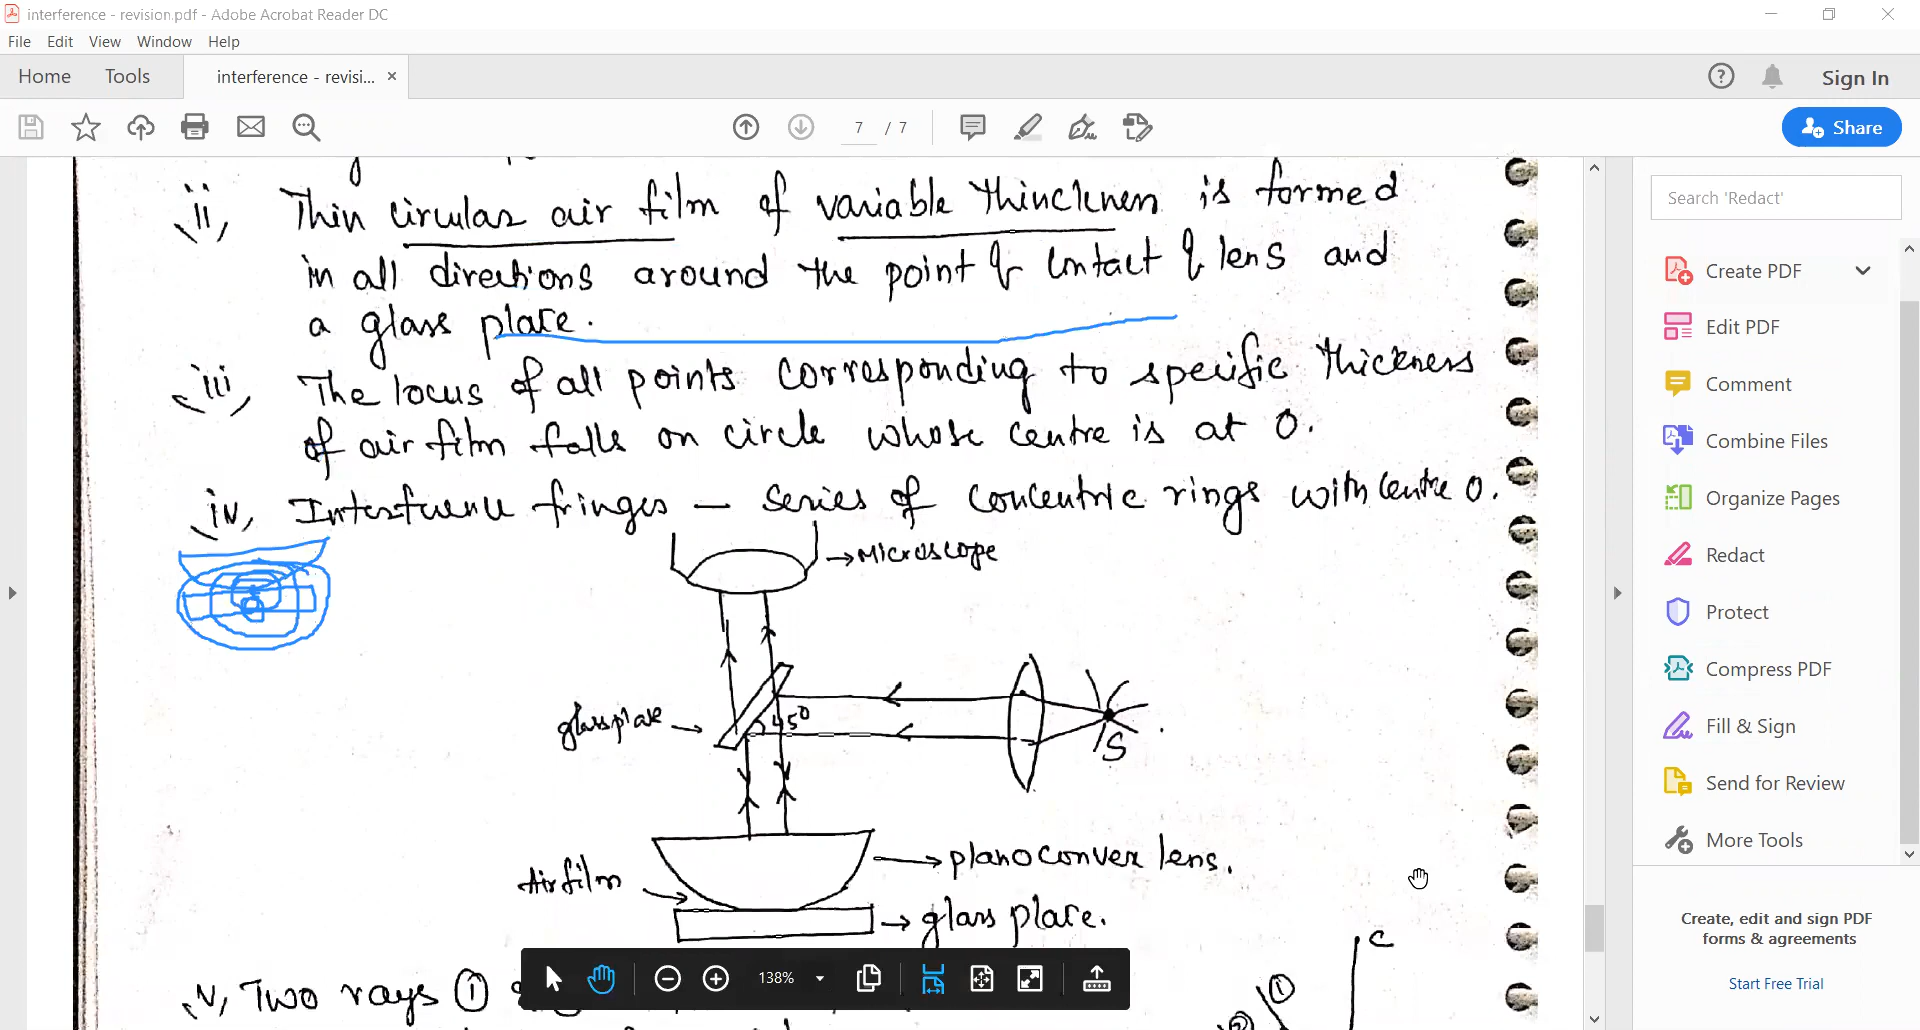 interference - revision.pdf - Adobe Acrobat Reader DC
File Edit View Window Help
Home Tools interference - revisi... × Sign In
7 / 7 Share
ii, Thin circular air film of variable thinckness is formed
in all directions around the point of contact of lens and
a glass plate.
iii, The locus of all points corresponding to specific thickness
of air film falls on circle whose centre is at O.
iv, Interference fringes – series of concentric rings with centre O.
→Microscope
glass plate →
45°
S
Air film
→ planoconvex lens.
→ glass plate.
C
v, Two rays ①
①
②
138%
Search 'Redact'
Create PDF
Edit PDF
Comment
Combine Files
Organize Pages
Redact
Protect
Compress PDF
Fill & Sign
Send for Review
More Tools
Create, edit and sign PDF
forms & agreements
Start Free Trial